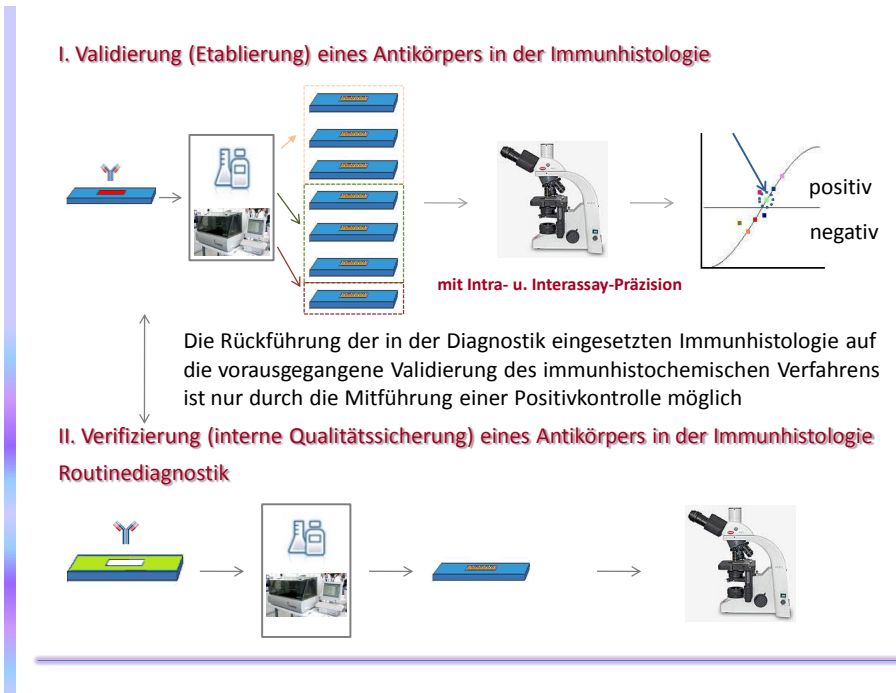 I. Validierung (Etablierung) eines Antikörpers in der Immunhistologie
positiv
negativ
mit Intra- u. Interassay-Präzision
Die Rückführung der in der Diagnostik eingesetzten Immunhistologie auf
die vorausgegangene Validierung des immunhistochemischen Verfahrens
ist nur durch die Mitführung einer Positivkontrolle möglich
II. Verifizierung (interne Qualitätssicherung) eines Antikörpers in der Immunhistologie
Routinediagnostik